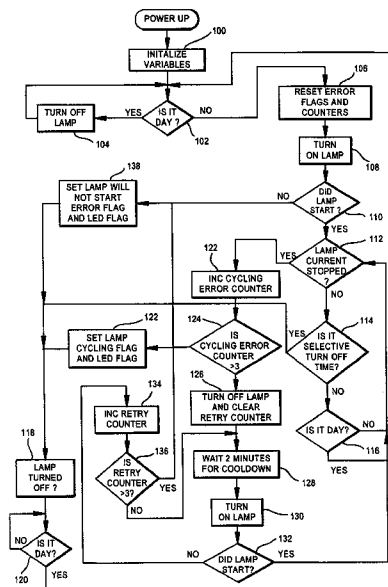 POWER UP
100
INITALIZE
VARIABLES
106
RESET ERROR
FLAGS AND
COUNTERS
TURN OFF
LAMP
104
YES
IS IT
DAY ?
NO
102
TURN
ON LAMP
108
138
SET LAMP WILL
NOT START
ERROR FLAG
AND LED FLAG
NO
DID
LAMP
START ?
110
YES
112
122
YES
LAMP
CURRENT
STOPPED
?
INC CYCLING
ERROR COUNTER
NO
122
SET LAMP
CYCLING FLAG
AND LED FLAG
124
IS
CYCLING ERROR
COUNTER
>3
YES
IS IT
SELECTIVE
TURN OFF
TIME?
114
126
NO
134
INC RETRY
COUNTER
TURN OFF LAMP
AND CLEAR
RETRY COUNTER
IS IT DAY?
116
YES
118
LAMP
TURNED
OFF ?
IS
RETRY
COUNTER
>3?
136
YES
NO
WAIT 2 MINUTES
FOR COOLDOWN
128
TURN
ON LAMP
130
NO
IS IT
DAY?
120
YES
NO
DID LAMP
START?
132
YES